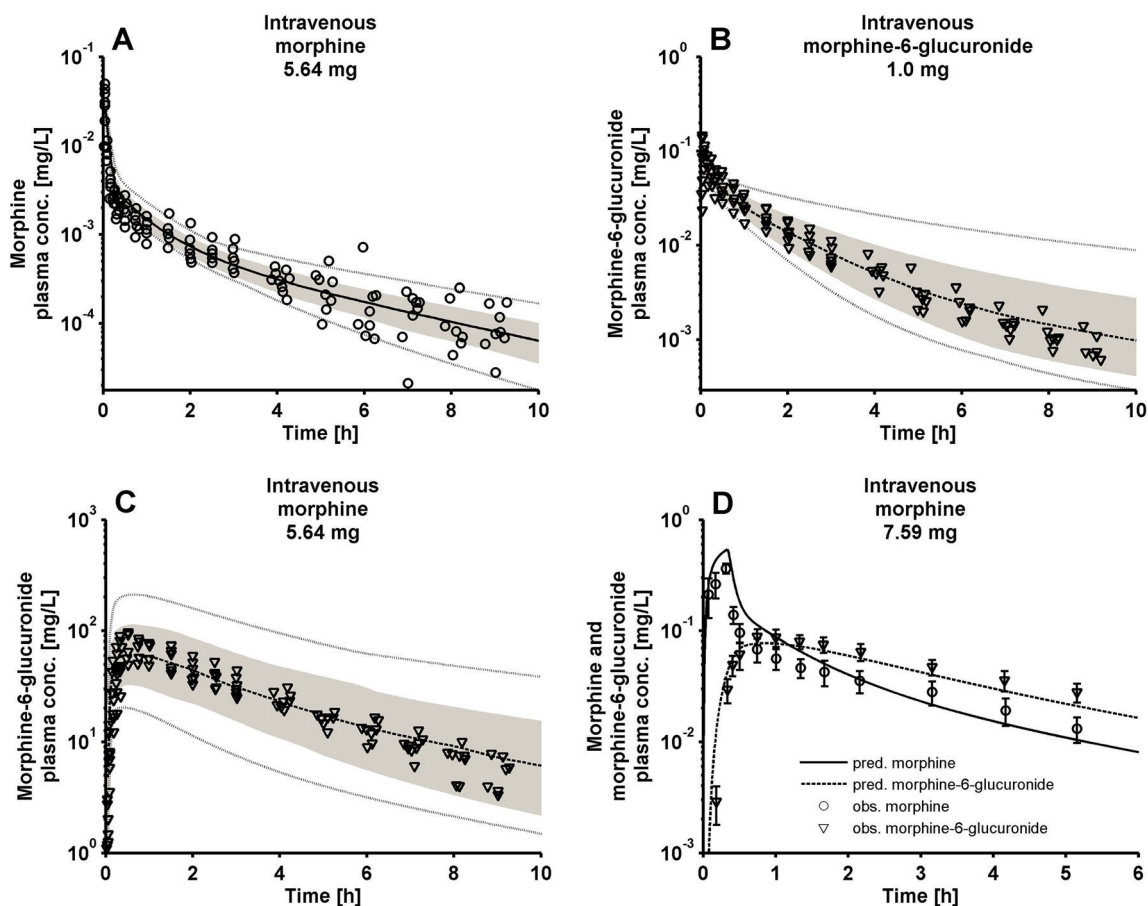 A
Intravenous
morphine
5.64 mg
Morphine
plasma conc. [mg/L]
10^-1
10^-2
10^-3
10^-4
0 2 4 6 8 10
Time [h]
B
Intravenous
morphine-6-glucuronide
1.0 mg
Morphine-6-glucuronide
plasma conc. [mg/L]
10^0
10^-1
10^-2
10^-3
0 2 4 6 8 10
Time [h]
C
Intravenous
morphine
5.64 mg
Morphine-6-glucuronide
plasma conc. [mg/L]
10^3
10^2
10^1
10^0
0 2 4 6 8 10
Time [h]
D
Intravenous
morphine
7.59 mg
Morphine and
morphine-6-glucuronide
plasma conc. [mg/L]
10^0
10^-1
10^-2
10^-3
pred. morphine
pred. morphine-6-glucuronide
obs. morphine
obs. morphine-6-glucuronide
0 1 2 3 4 5 6
Time [h]